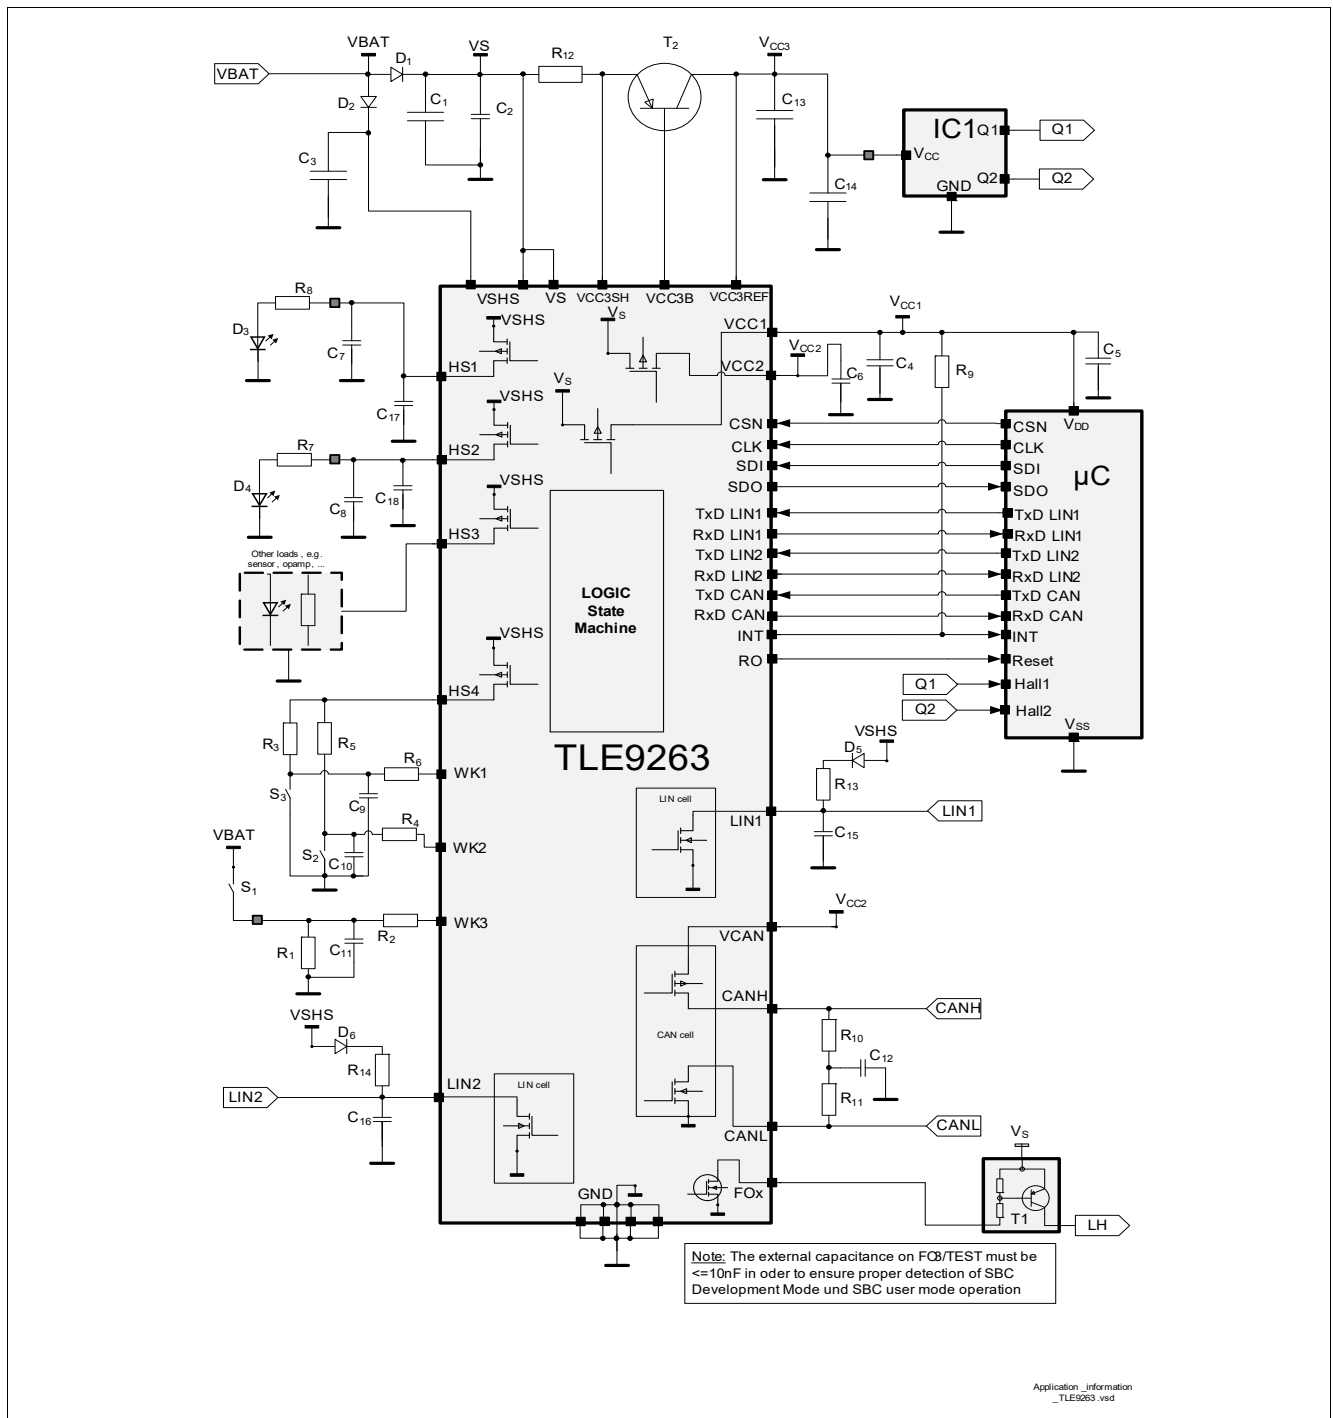 VBAT
VS
T2
VCC3
VBAT
D1
R12
D2
C1
C2
C13
C3
C14
IC1
Q1
Q1
VCC
Q2
Q2
GND
VSHS
VS
VCC3SH
VCC3B
VCC3REF
R8
D3
C7
HS1
C17
VSHS
VS
VCC1
VCC2
VCC1
VCC2
C6
C4
R9
C5
R7
D4
C8
C18
HS2
VSHS
VS
HS3
VSHS
Other loads , e.g.
sensor , opamp , ...
LOGIC
State
Machine
CSN
CLK
SDI
SDO
TxD LIN1
RxD LIN1
TxD LIN2
RxD LIN2
TxD CAN
RxD CAN
INT
RO
VDD
CSN
CLK
SDI
SDO
µC
TxD LIN1
RxD LIN1
TxD LIN2
RxD LIN2
TxD CAN
RxD CAN
INT
Reset
Q1
Hall1
Q2
Hall2
VSS
VSHS
HS4
R3
R5
R6
WK1
S3
C9
R4
WK2
S2
C10
VBAT
S1
R1
C11
R2
WK3
TLE9263
LIN cell
LIN1
VSHS
D5
R13
C15
LIN1
VCAN
VCC2
CANH
CAN cell
CANL
R10
C12
R11
CANH
CANL
VSHS
D6
R14
LIN2
C16
LIN2
LIN cell
GND
FOx
VS
T1
LH
Note: The external capacitance on FO3/TEST must be
<=10nF in oder to ensure proper detection of SBC
Development Mode und SBC user mode operation
Application _information
_TLE9263 .vsd